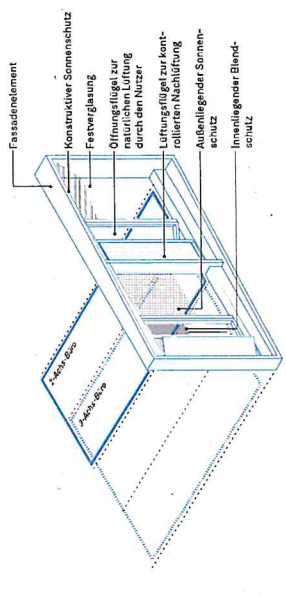 Fassadenelement
Konstruktiver Sonnenschutz
Festverglasung
Öffnungsflügel zur
natürlichen Lüftung
durch den Nutzer
Lüftungsflügel zur kont-
rollierten Nachlüftung
Außenliegender Sonnen-
schutz
Innenliegender Blend-
schutz
2-Achs-Büro
3-Achs-Büro